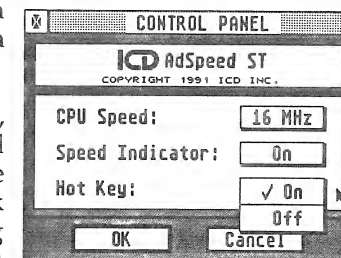 CONTROL PANEL
ICD AdSpeed ST
COPYRIGHT 1991 ICD INC.
CPU Speed: 16 MHz
Speed Indicator: On
Hot Key: ✓ On
Off
OK Cancel